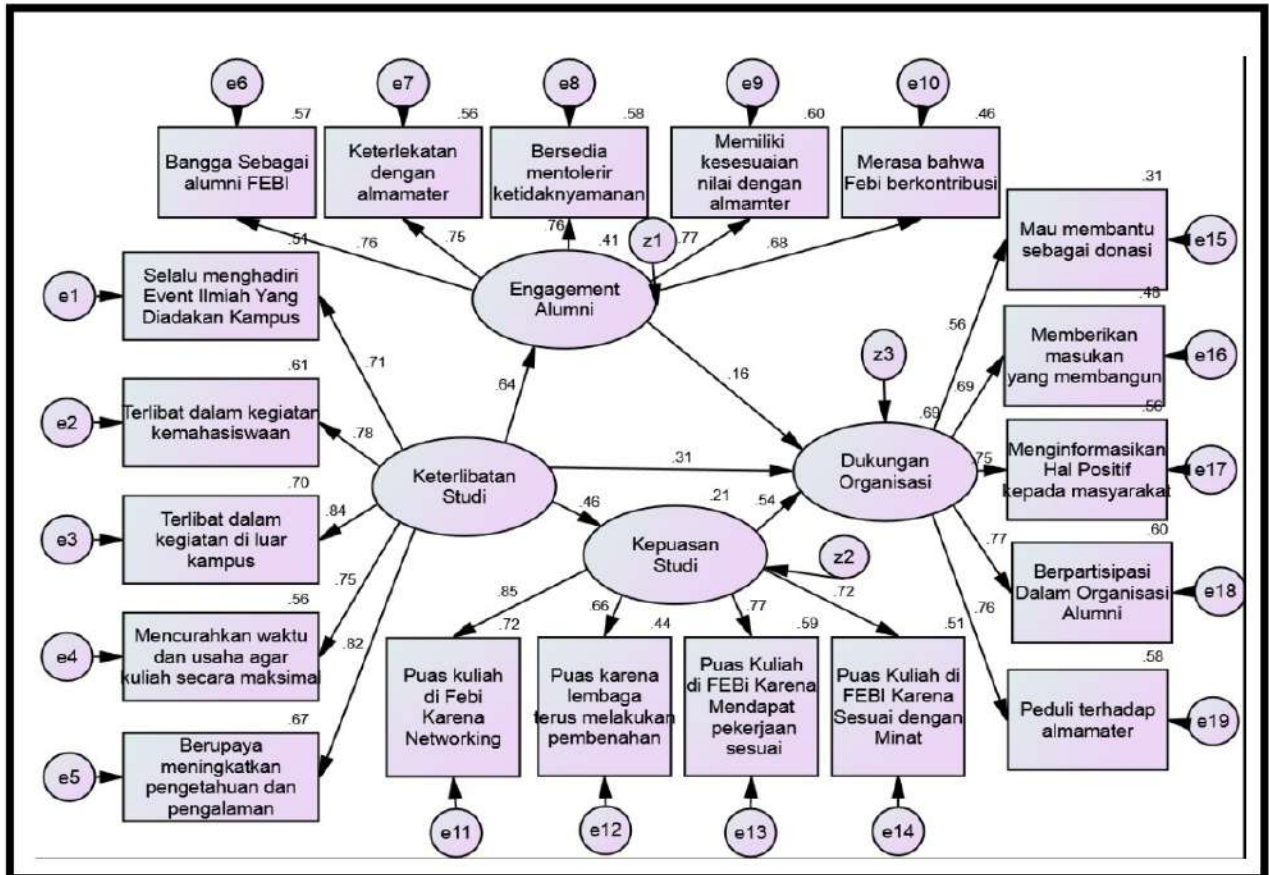 e6
e7
e8
e9
e10
.57
.56
.58
.60
.46
Bangga Sebagai
alumni FEBI
Keterlekatan
dengan
almamater
Bersedia
mentolerir
ketidaknyamanan
Memiliki
kesesuaian
nilai dengan
almamter
Merasa bahwa
Febi berkontribusi
.31
Mau membantu
sebagai donasi
e15
.51
.76
.75
.76
.41
z1
.77
.68
e1
Selalu menghadiri
Event Ilmiah Yang
Diadakan Kampus
Engagement
Alumni
.48
Memberikan
masukan
yang membangun
e16
.71
.64
.16
z3
.56
.69
.61
e2
Terlibat dalam kegiatan
kemahasiswaan
.78
.69
.56
Menginformasikan
Hal Positif
kepada masyarakat
e17
Keterlibatan
Studi
.31
Dukungan
Organisasi
.75
.70
e3
Terlibat dalam
kegiatan di luar
kampus
.84
.46
.21
.54
Kepuasan
Studi
z2
.77
.60
Berpartisipasi
Dalam Organisasi
Alumni
e18
.75
.56
e4
Mencurahkan waktu
dan usaha agar
kuliah secara maksimal
.82
.85
.66
.77
.72
.76
.72
.44
.59
.51
.58
Puas kuliah
di Febi
Karena
Networking
Puas karena
lembaga
terus melakukan
pembenahan
Puas Kuliah
di FEBi Karena
Mendapat
pekerjaan
sesuai
Puas Kuliah di
FEBI Karena
Sesuai dengan
Minat
Peduli terhadap
almamater
e19
.67
e5
Berupaya
meningkatkan
pengetahuan dan
pengalaman
e11
e12
e13
e14